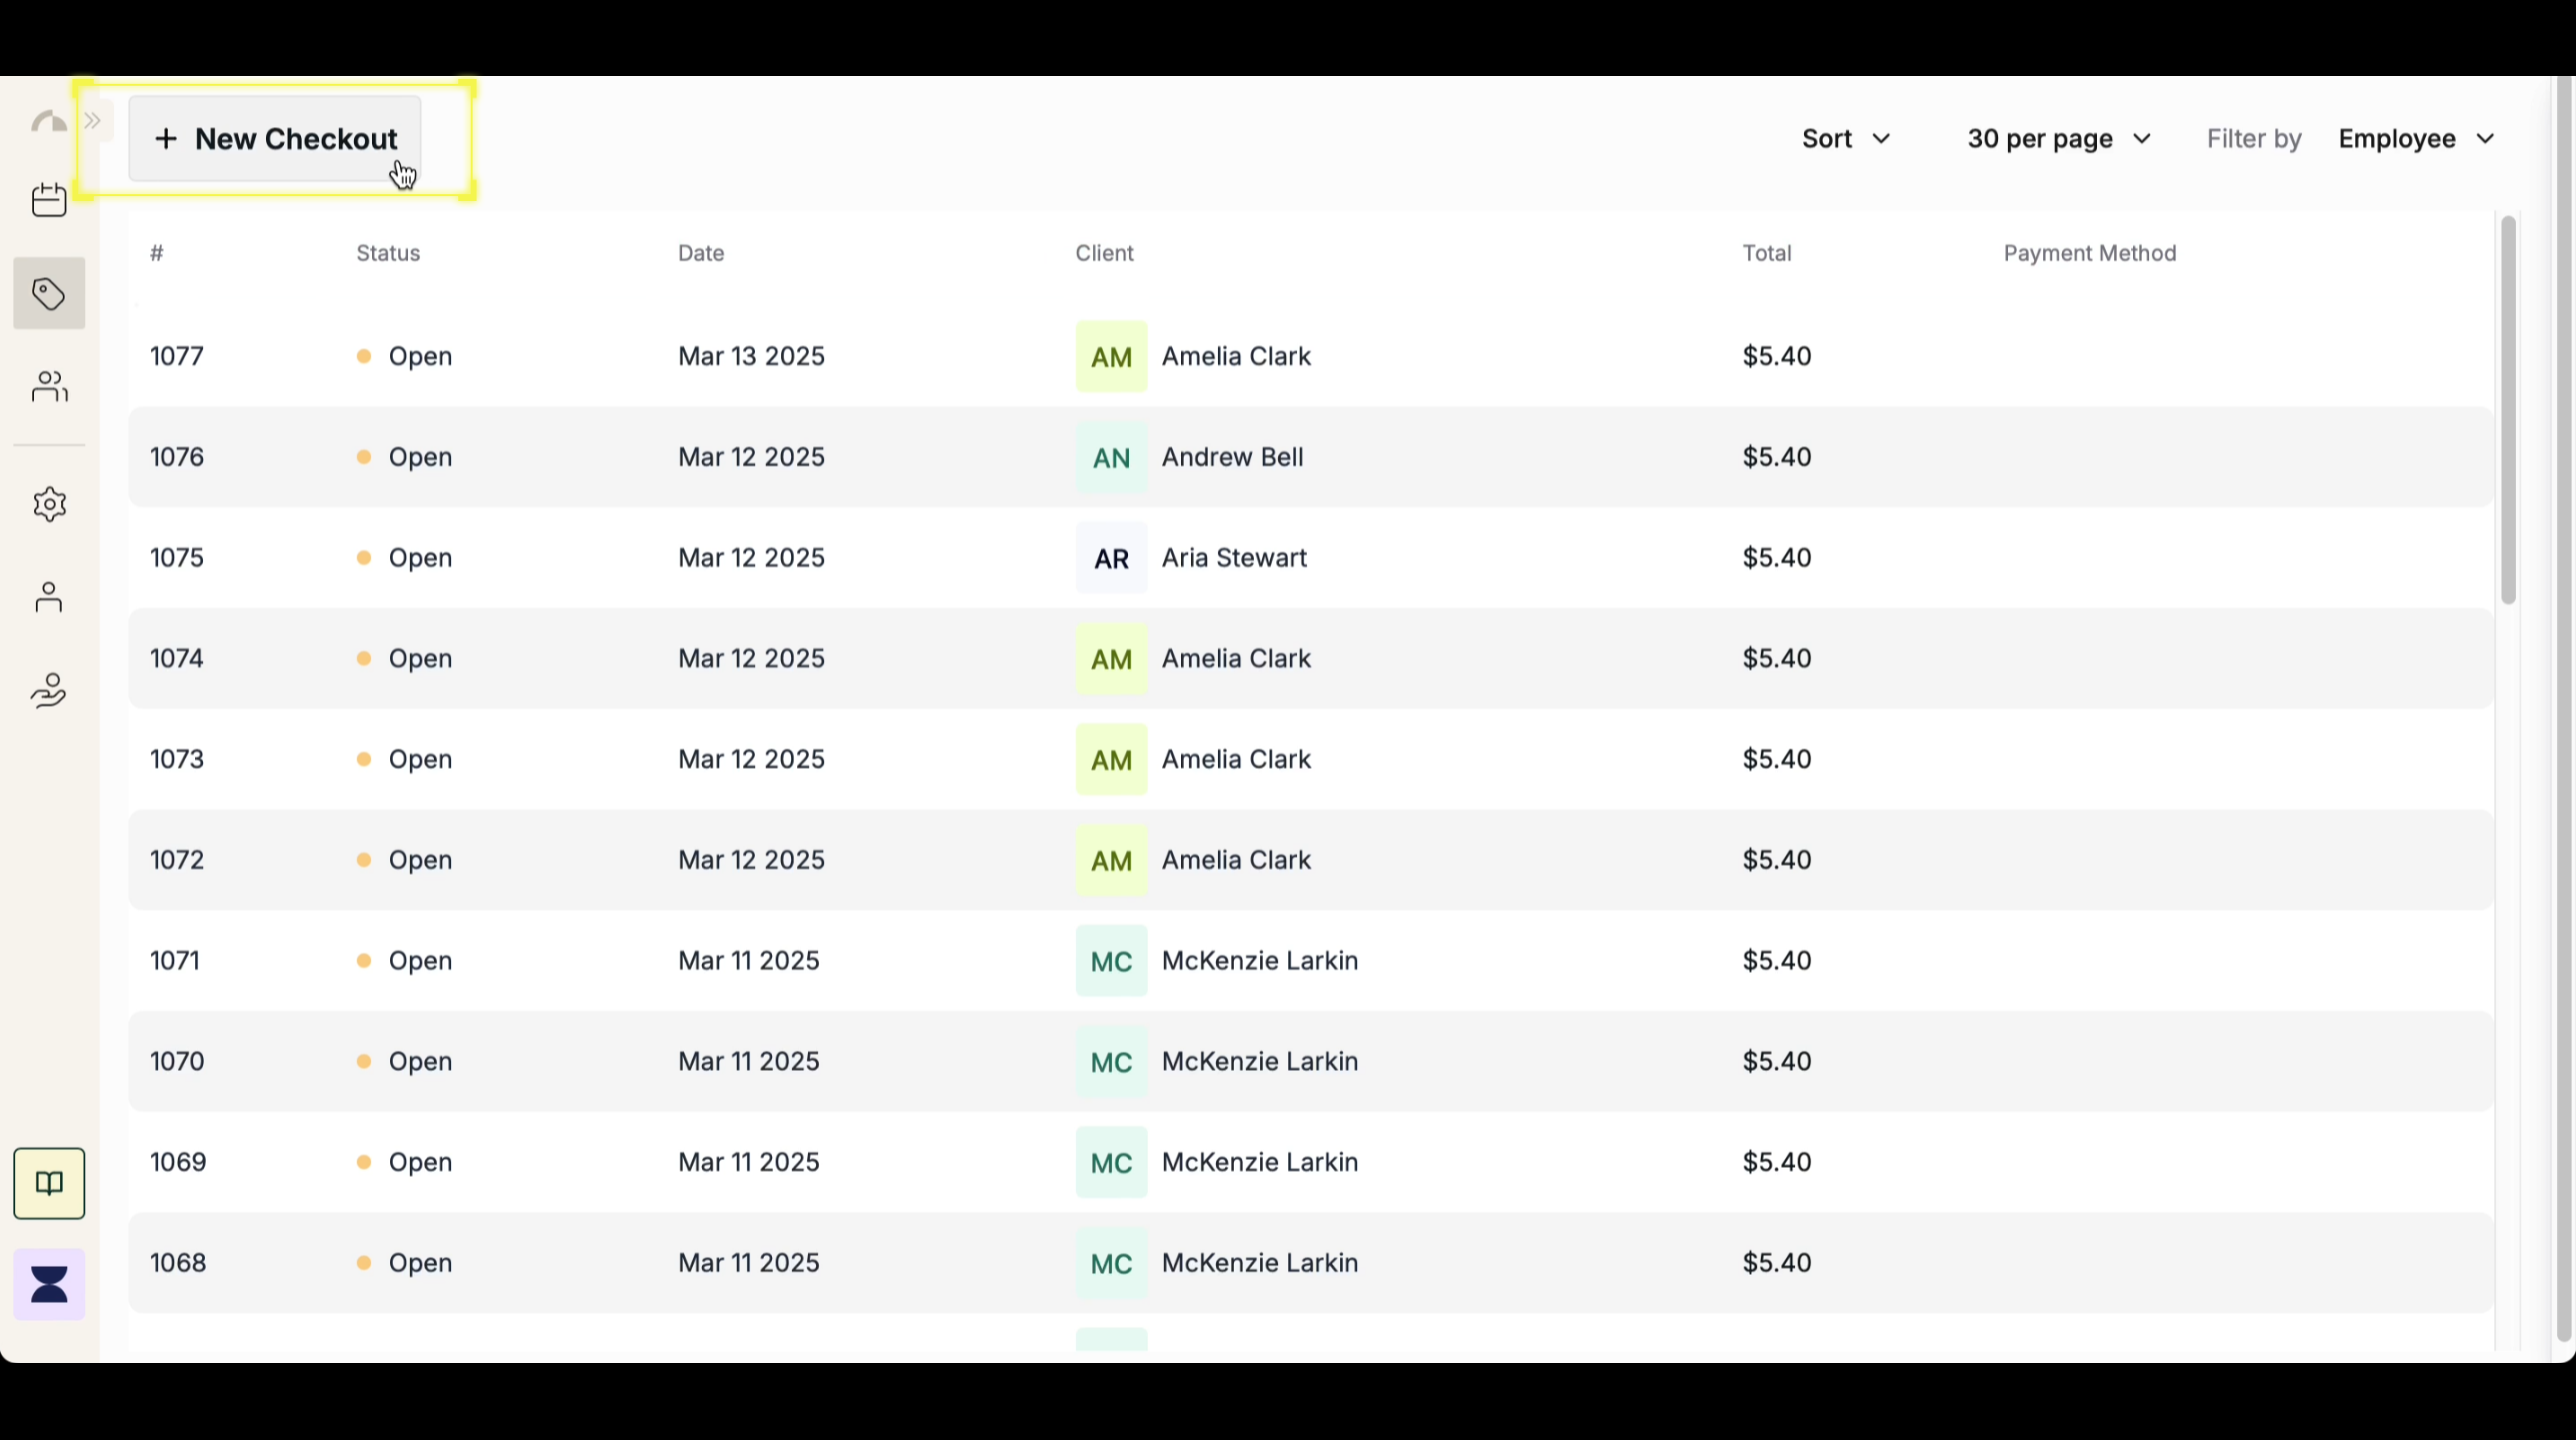 + New Checkout
Sort
30 per page
Filter by
Employee
# Status Date Client Total Payment Method
1077 Open Mar 13 2025 AM Amelia Clark $5.40
1076 Open Mar 12 2025 AN Andrew Bell $5.40
1075 Open Mar 12 2025 AR Aria Stewart $5.40
1074 Open Mar 12 2025 AM Amelia Clark $5.40
1073 Open Mar 12 2025 AM Amelia Clark $5.40
1072 Open Mar 12 2025 AM Amelia Clark $5.40
1071 Open Mar 11 2025 MC McKenzie Larkin $5.40
1070 Open Mar 11 2025 MC McKenzie Larkin $5.40
1069 Open Mar 11 2025 MC McKenzie Larkin $5.40
1068 Open Mar 11 2025 MC McKenzie Larkin $5.40